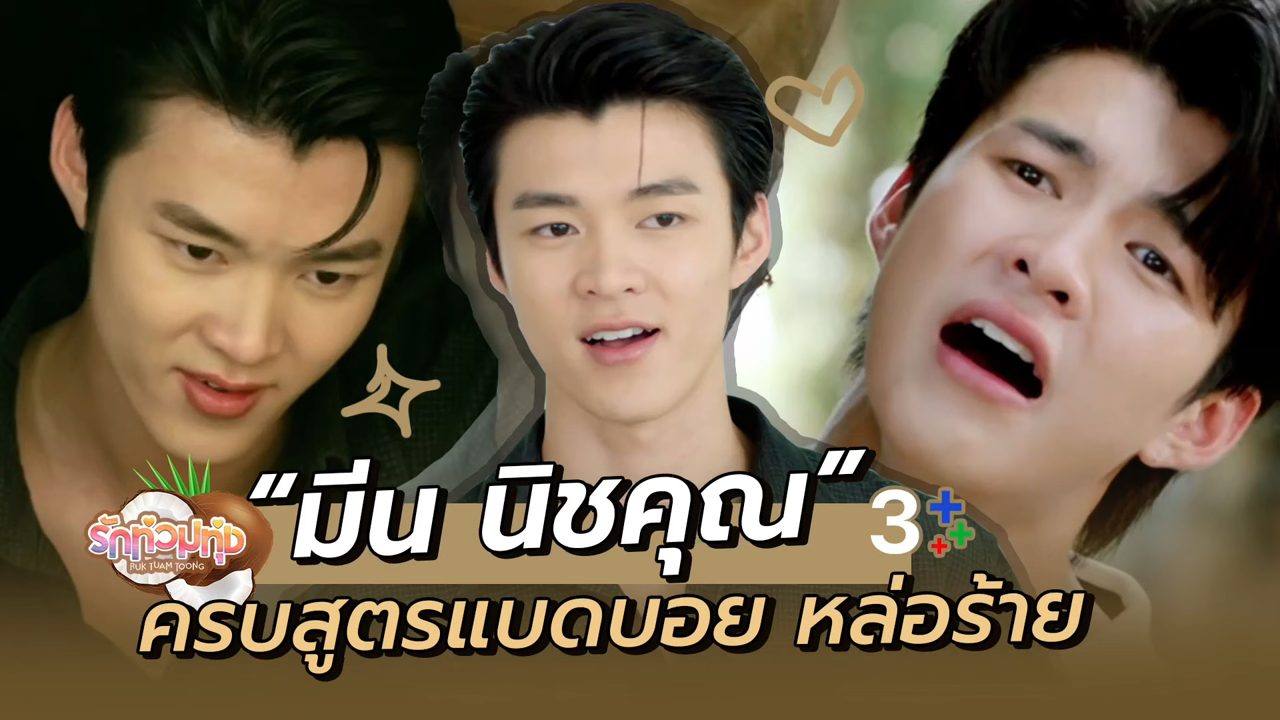 “มีน นิชคุณ“
3
รักท่วมทุ่ง
RUK TUAM TOONG
ครบสูตรแบดบอย หล่อร้าย